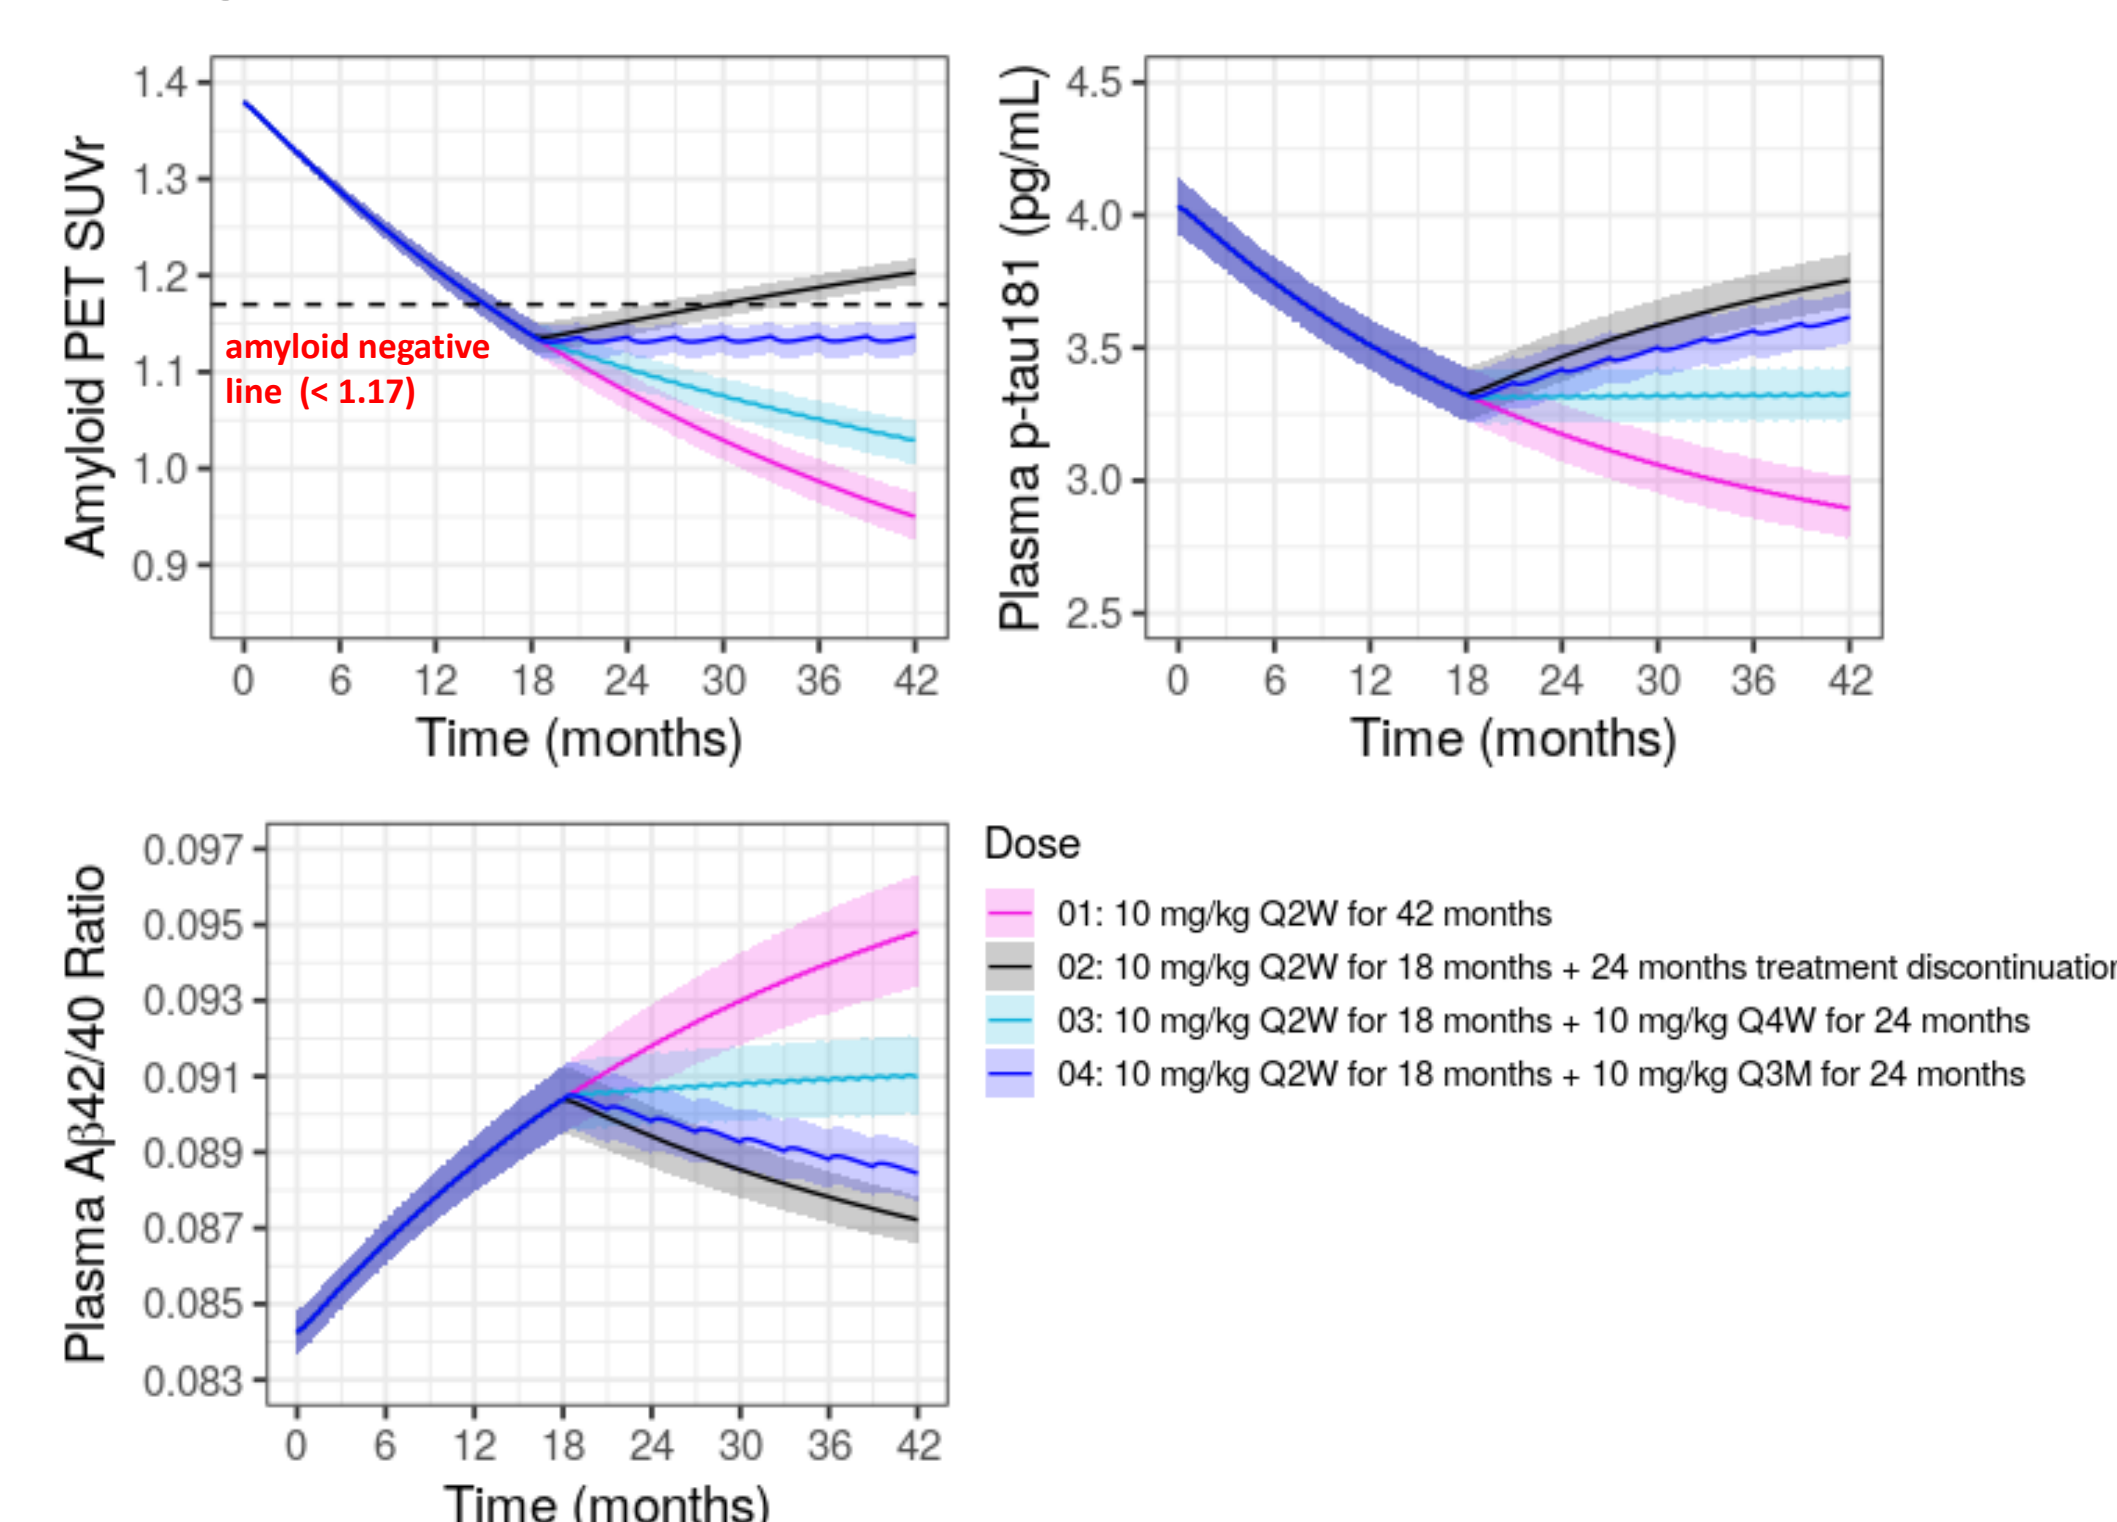 Amyloid PET SUVr
1.4
1.3
1.2
1.1
1.0
0.9
amyloid negative
line (< 1.17)
0 6 12 18 24 30 36 42
Time (months)
Plasma p-tau181 (pg/mL)
4.5
4.0
3.5
3.0
2.5
0 6 12 18 24 30 36 42
Time (months)
Plasma Aβ42/40 Ratio
0.097
0.095
0.093
0.091
0.089
0.087
0.085
0.083
0 6 12 18 24 30 36 42
Time (months)
Dose
01: 10 mg/kg Q2W for 42 months
02: 10 mg/kg Q2W for 18 months + 24 months treatment discontinuation
03: 10 mg/kg Q2W for 18 months + 10 mg/kg Q4W for 24 months
04: 10 mg/kg Q2W for 18 months + 10 mg/kg Q3M for 24 months